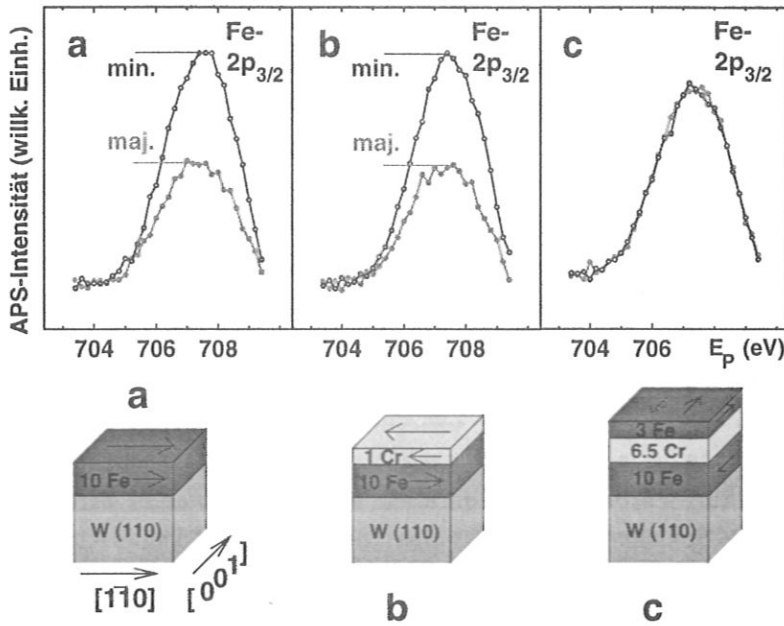 APS-Intensität (willk. Einh.)
a
Fe-
2p3/2
min.
maj.
b
Fe-
2p3/2
min.
maj.
c
Fe-
2p3/2
704 706 708
704 706 708
704 706 EP (eV)
a
10 Fe
W (110)
[1̄10]
[001]
1 Cr
10 Fe
W (110)
b
c
3 Fe
6.5 Cr
10 Fe
W (110)